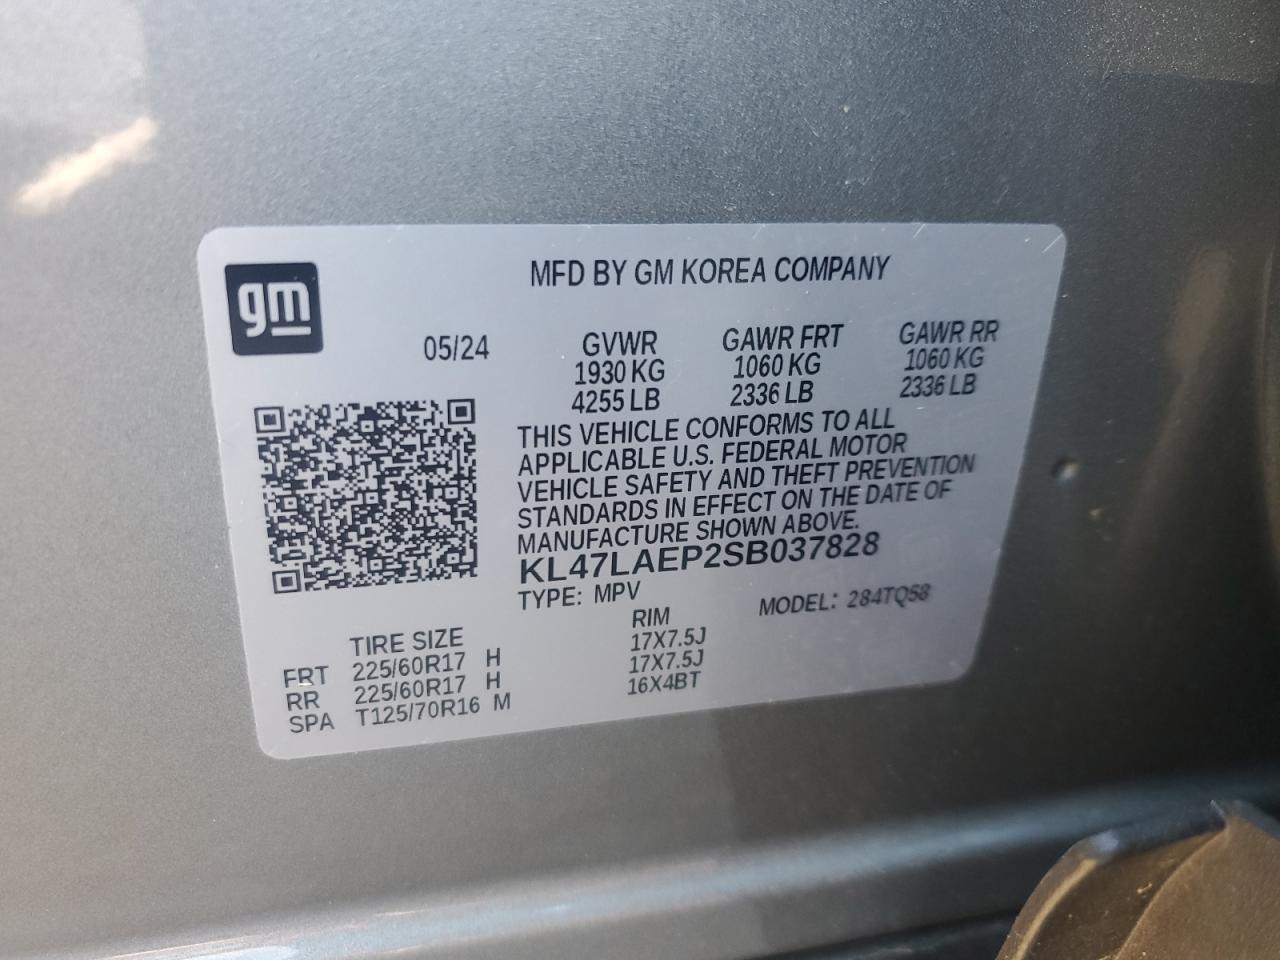 gm
MFD BY GM KOREA COMPANY
05/24 GVWR GAWR FRT GAWR RR
1930 KG 1060 KG 1060 KG
4255 LB 2336 LB 2336 LB
THIS VEHICLE CONFORMS TO ALL
APPLICABLE U.S. FEDERAL MOTOR
VEHICLE SAFETY AND THEFT PREVENTION
STANDARDS IN EFFECT ON THE DATE OF
MANUFACTURE SHOWN ABOVE.
KL47LAEP2SB037828
TYPE: MPV MODEL: 284TQ58
TIRE SIZE RIM
FRT 225/60R17 H 17X7.5J
RR 225/60R17 H 17X7.5J
SPA T125/70R16 M 16X4BT